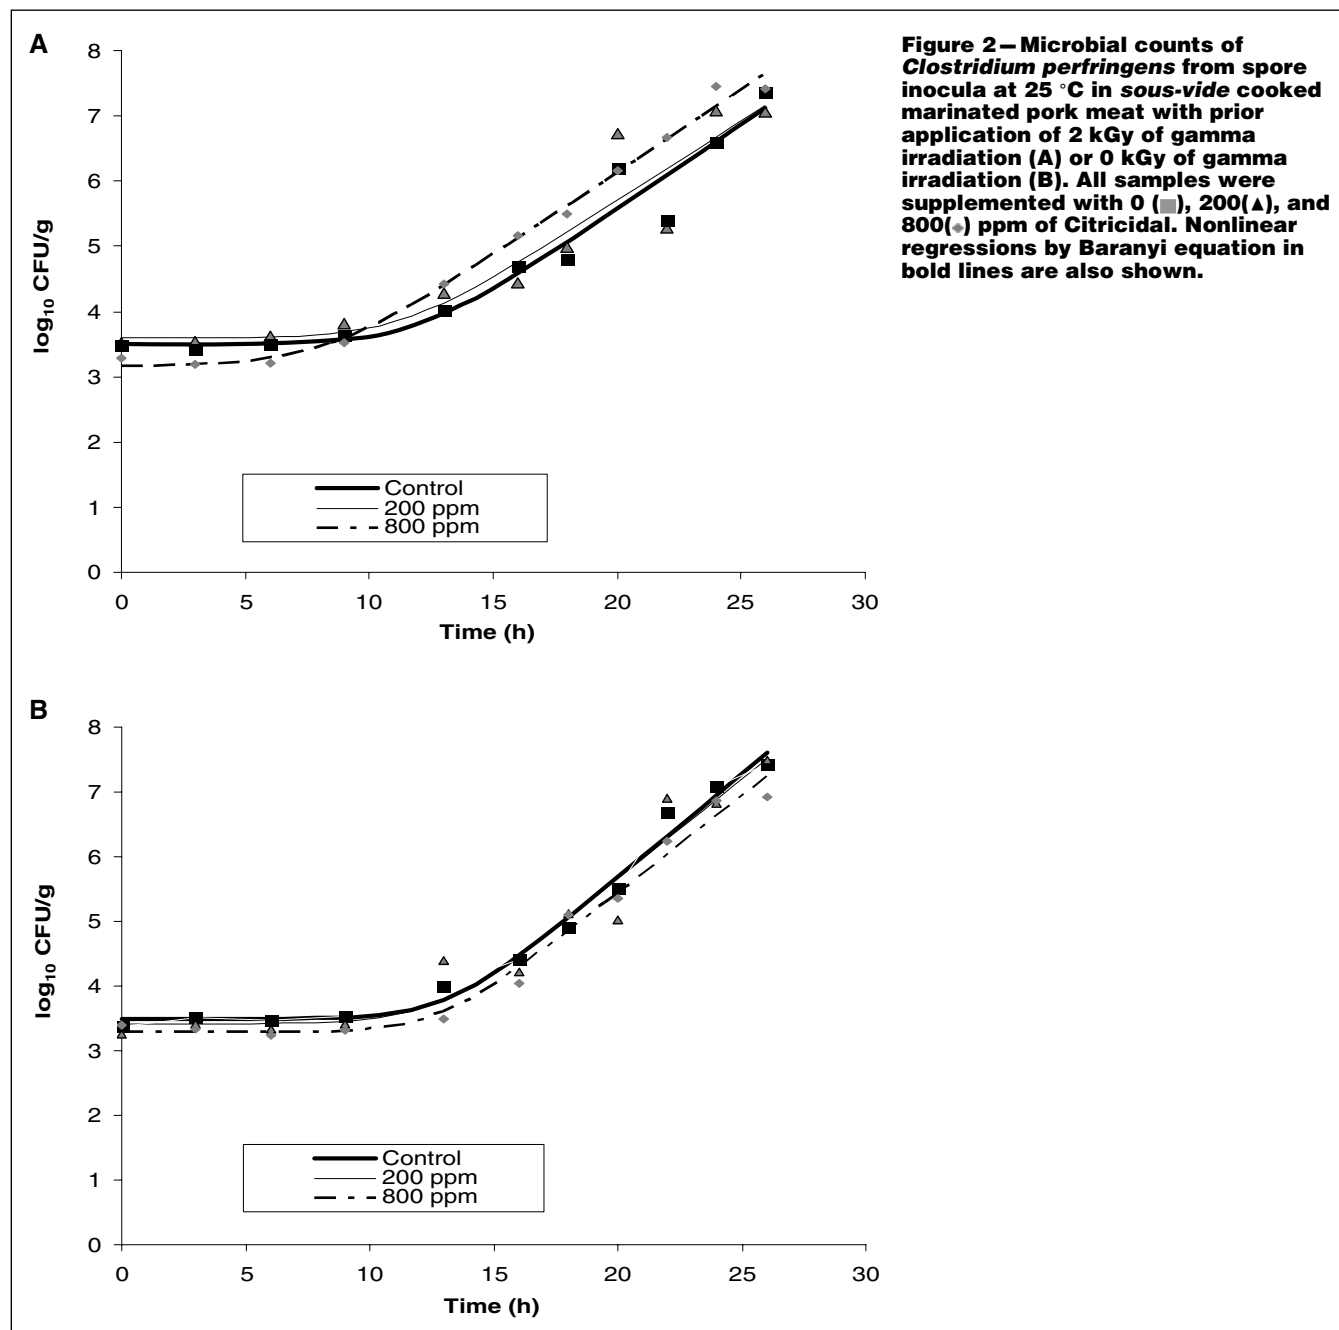 A
8
7
6
5
4
3
2
1
0
log₁₀ CFU/g
Control
200 ppm
800 ppm
0 5 10 15 20 25 30
Time (h)
Figure 2—Microbial counts of
Clostridium perfringens from spore
inocula at 25 °C in sous-vide cooked
marinated pork meat with prior
application of 2 kGy of gamma
irradiation (A) or 0 kGy of gamma
irradiation (B). All samples were
supplemented with 0 (■), 200(▲), and
800(◆) ppm of Citricidal. Nonlinear
regressions by Baranyi equation in
bold lines are also shown.
B
8
7
6
5
4
3
2
1
0
log₁₀ CFU/g
Control
200 ppm
800 ppm
0 5 10 15 20 25 30
Time (h)